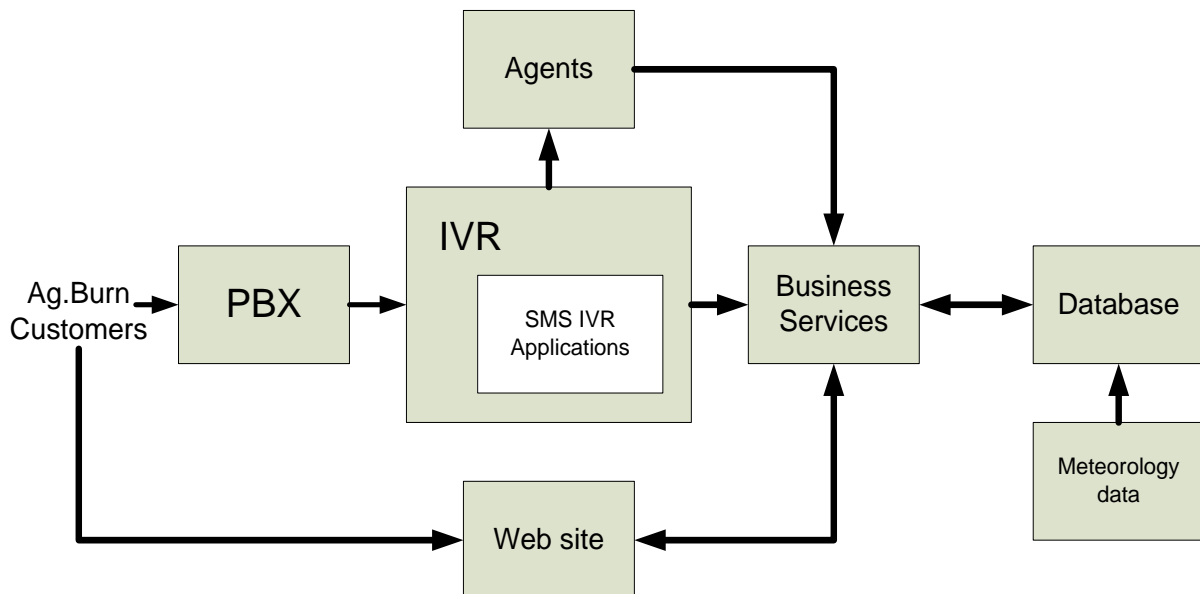 Agents
IVR
SMS IVR
Applications
Ag.Burn
Customers
PBX
Business
Services
Database
Meteorology
data
Web site